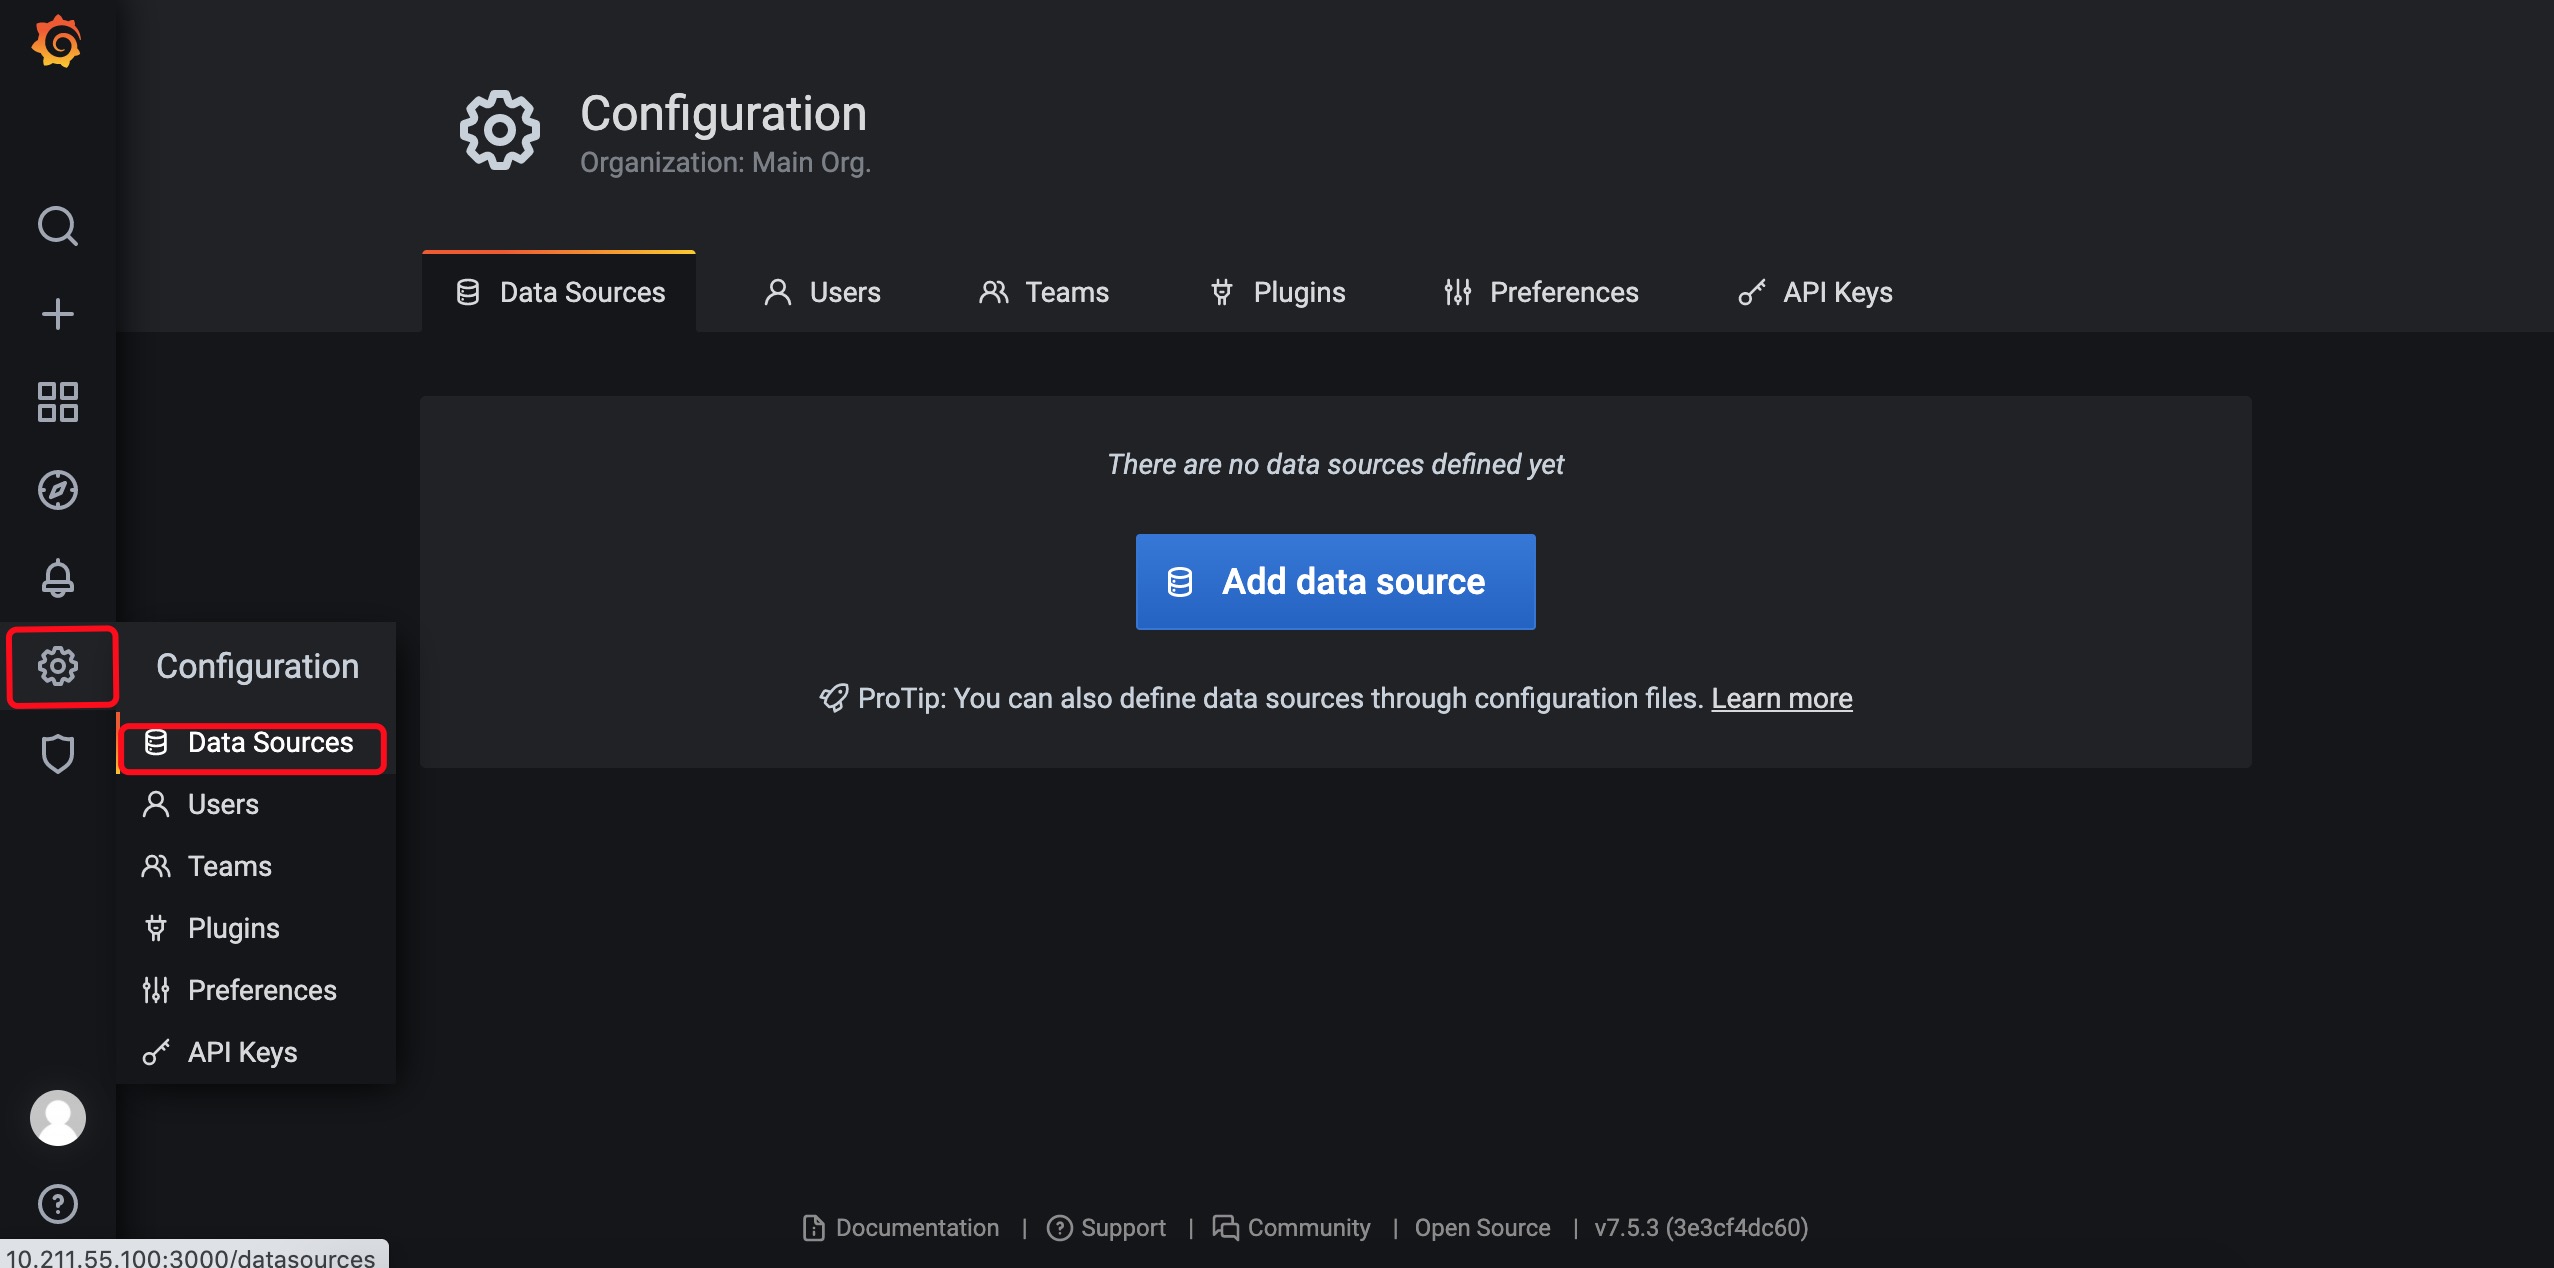 Configuration
Organization: Main Org.
Data Sources
Users
Teams
Plugins
Preferences
API Keys
There are no data sources defined yet
Add data source
ProTip: You can also define data sources through configuration files. Learn more
Configuration
Data Sources
Users
Teams
Plugins
Preferences
API Keys
Documentation | Support | Community | Open Source | v7.5.3 (3e3cf4dc60)
10.211.55.100:3000/datasources